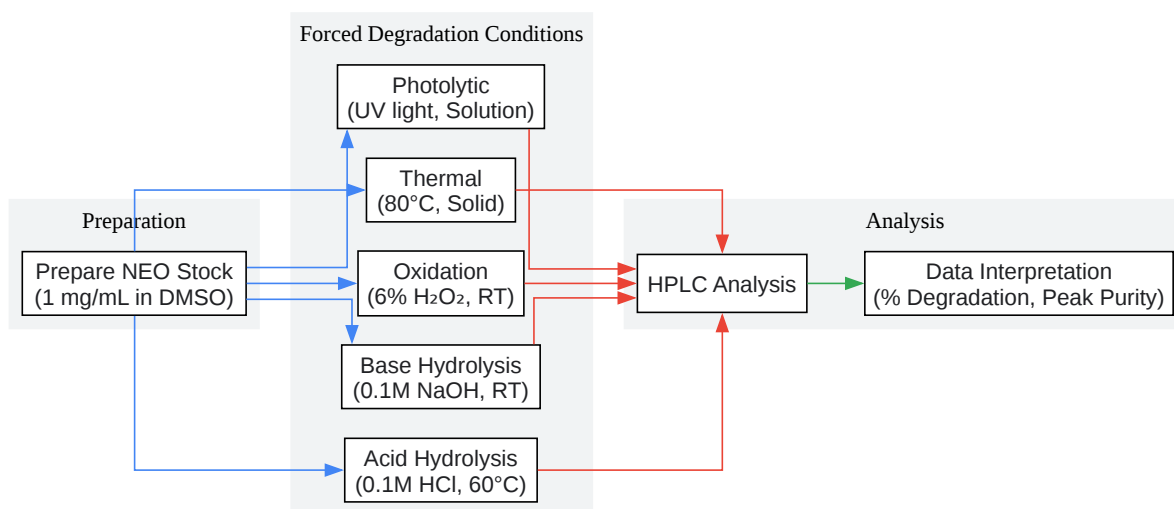 Forced Degradation Conditions
Photolytic
(UV light, Solution)
Thermal
(80°C, Solid)
Preparation
Analysis
Prepare NEO Stock
(1 mg/mL in DMSO)
Oxidation
(6% H₂O₂, RT)
HPLC Analysis
Data Interpretation
(% Degradation, Peak Purity)
Base Hydrolysis
(0.1M NaOH, RT)
Acid Hydrolysis
(0.1M HCl, 60°C)